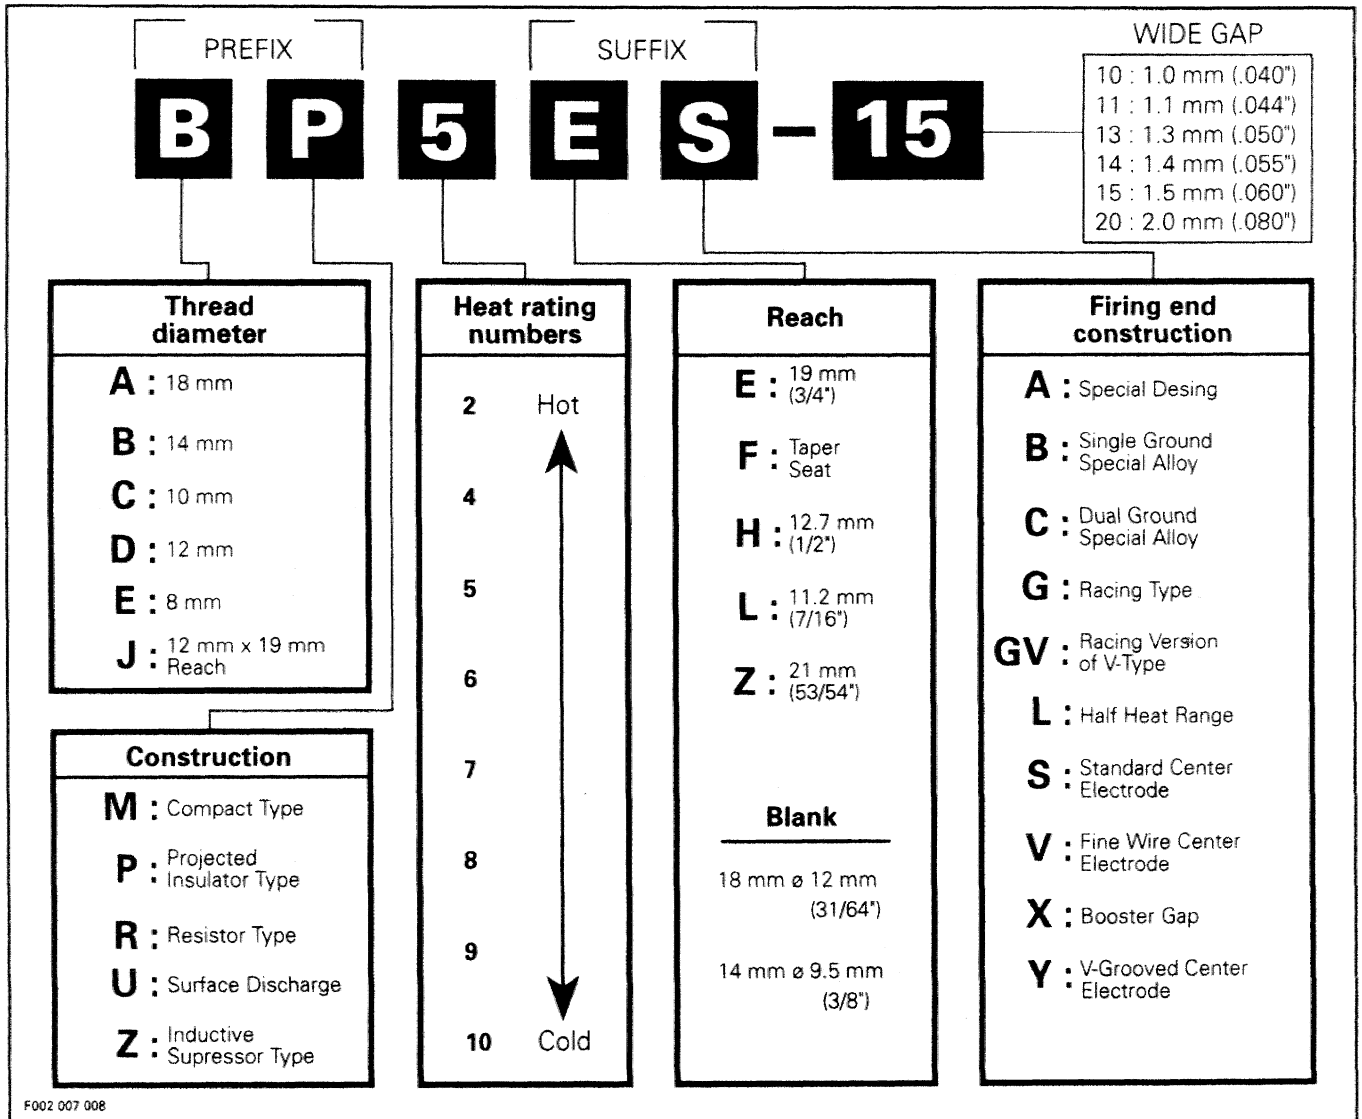 PREFIX
SUFFIX
WIDE GAP
B P 5 E S - 15
10 : 1.0 mm (.040")
11 : 1.1 mm (.044")
13 : 1.3 mm (.050")
14 : 1.4 mm (.055")
15 : 1.5 mm (.060")
20 : 2.0 mm (.080")
Thread
diameter
A : 18 mm
B : 14 mm
C : 10 mm
D : 12 mm
E : 8 mm
J : 12 mm x 19 mm
Reach
Construction
M : Compact Type
P : Projected
Insulator Type
R : Resistor Type
U : Surface Discharge
Z : Inductive
Supressor Type
Heat rating
numbers
2 Hot
4
5
6
7
8
9
10 Cold
Reach
E : 19 mm
(3/4")
F : Taper
Seat
H : 12.7 mm
(1/2")
L : 11.2 mm
(7/16")
Z : 21 mm
(53/54")
Blank
18 mm ø 12 mm
(31/64")
14 mm ø 9.5 mm
(3/8")
Firing end
construction
A : Special Desing
B : Single Ground
Special Alloy
C : Dual Ground
Special Alloy
G : Racing Type
GV : Racing Version
of V-Type
L : Half Heat Range
S : Standard Center
Electrode
V : Fine Wire Center
Electrode
X : Booster Gap
Y : V-Grooved Center
Electrode
F002 007 008